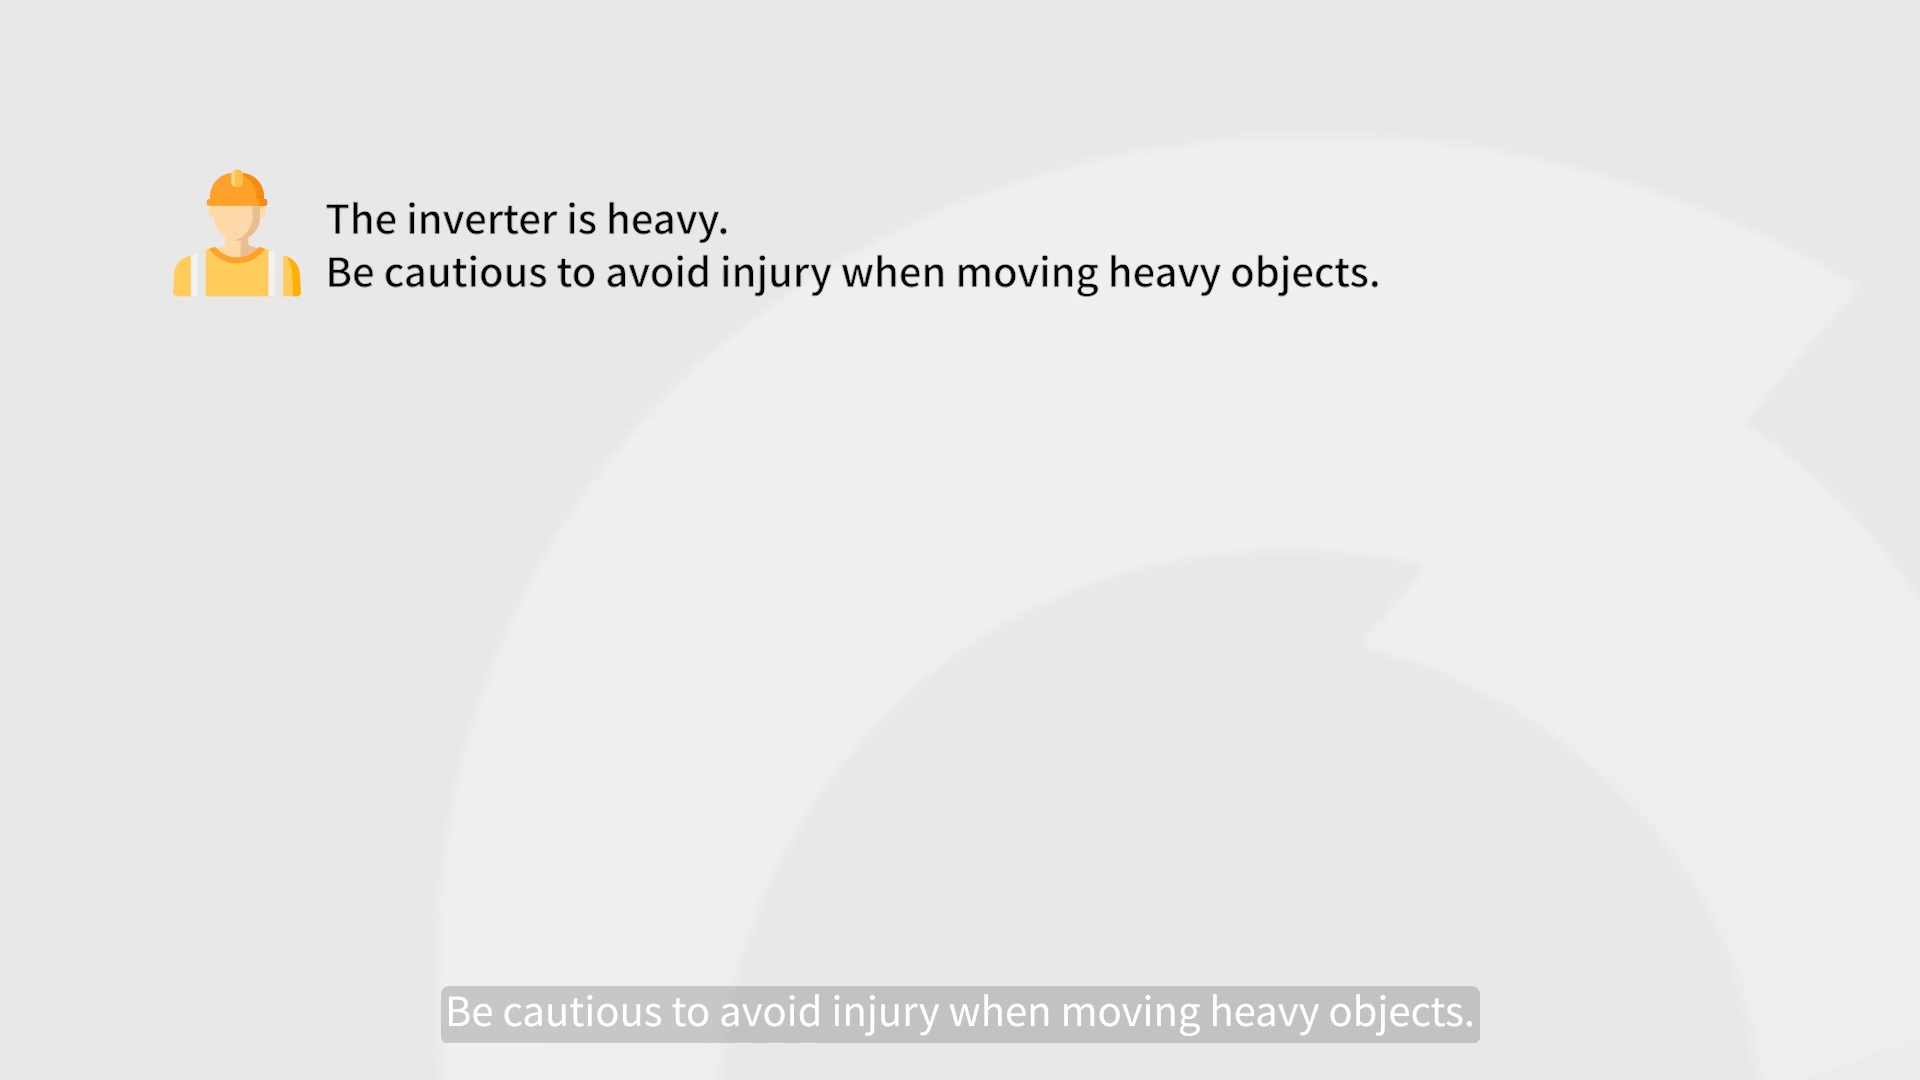 The inverter is heavy.
Be cautious to avoid injury when moving heavy objects.
Be cautious to avoid injury when moving heavy objects.